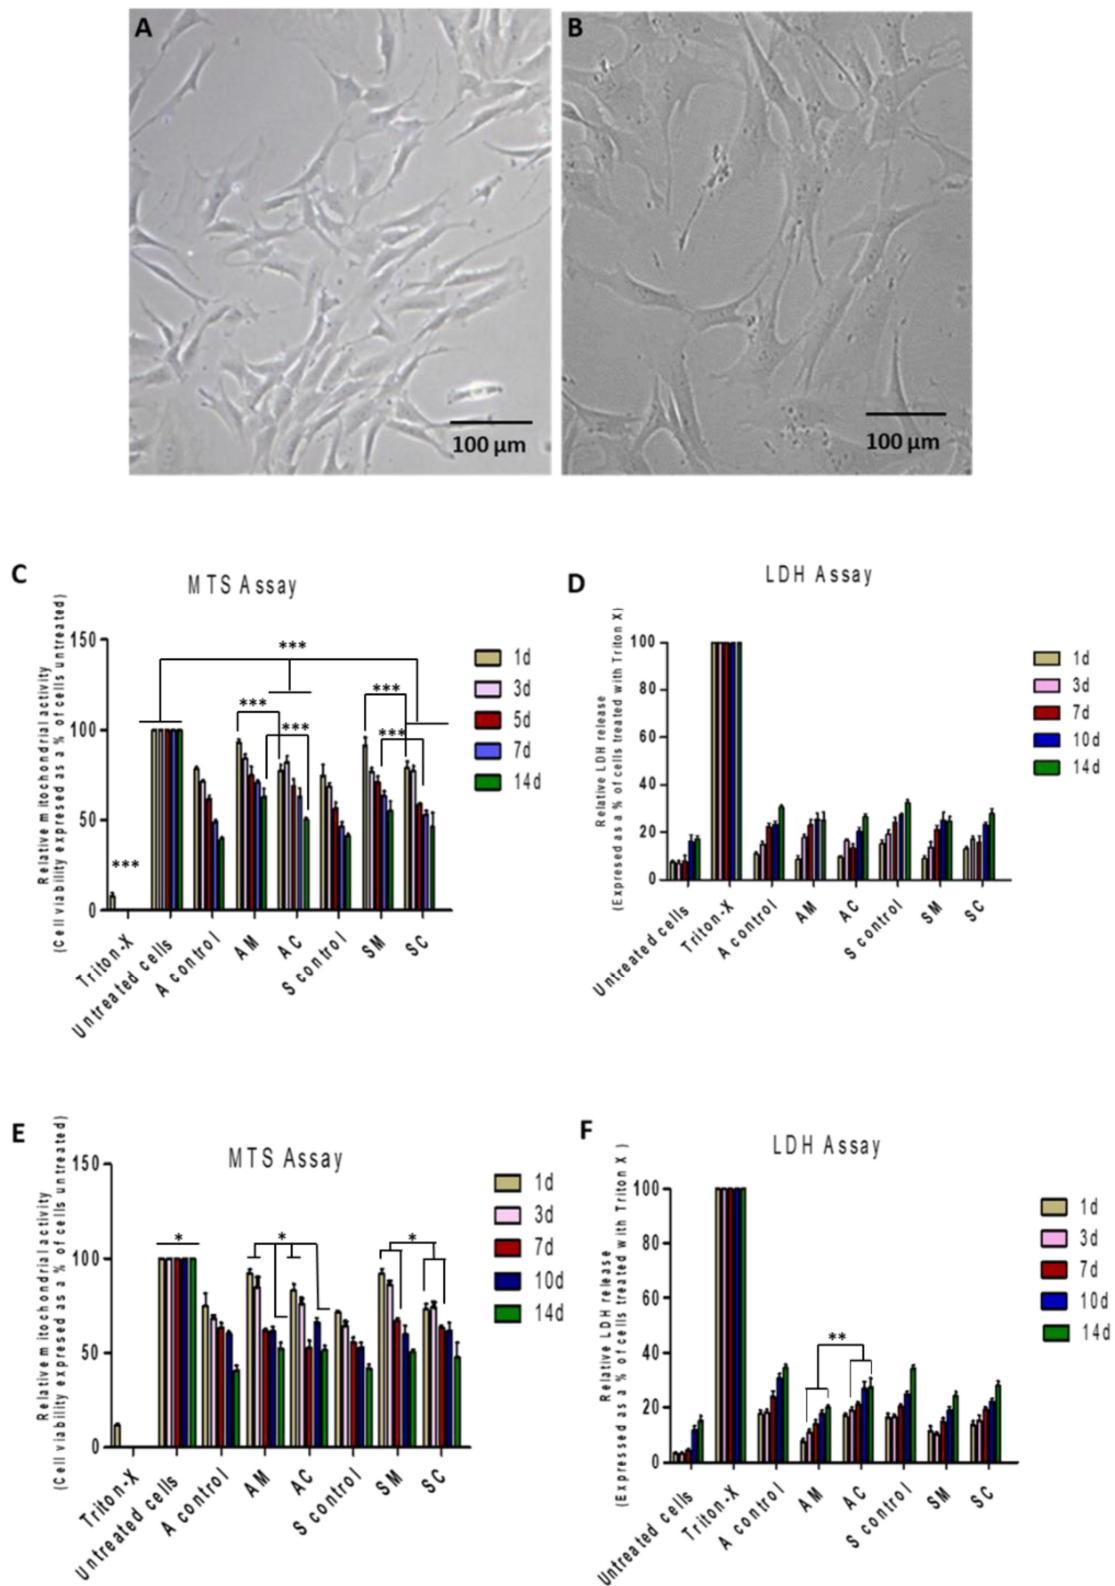 A
B
100 µm
100 µm
C
MTS Assay
Relative mitochondrial activity
(Cell viability expresed as a % of cells untreated)
150
100
50
0
***
***
***
***
***
***
1d
3d
5d
7d
14d
Triton-X
Untreated cells
A control
AM
AC
S control
SM
SC
D
LDH Assay
Relative LDH release
(Expresed as a % of cells treated with Triton X)
100
80
60
40
20
0
1d
3d
7d
10d
14d
Untreated cells
Triton-X
A control
AM
AC
S control
SM
SC
E
MTS Assay
Relative mitochondrial activity
(Cell viability expresed as a % of cells untreated)
150
100
50
0
*
*
*
1d
3d
7d
10d
14d
Triton-X
Untreated cells
A control
AM
AC
S control
SM
SC
F
LDH Assay
Relative LDH release
(Expresed as a % of cells treated with Triton X )
100
80
60
40
20
0
**
1d
3d
7d
10d
14d
Untreated cells
Triton-X
A control
AM
AC
S control
SM
SC